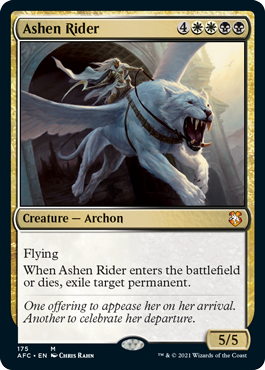 Ashen Rider 4
Creature — Archon
Flying
When Ashen Rider enters the battlefield
or dies, exile target permanent.
One offering to appease her on her arrival.
Another to celebrate her departure.
5/5
175 M
AFC • EN Chris Rahn
™ & © 2021 Wizards of the Coast